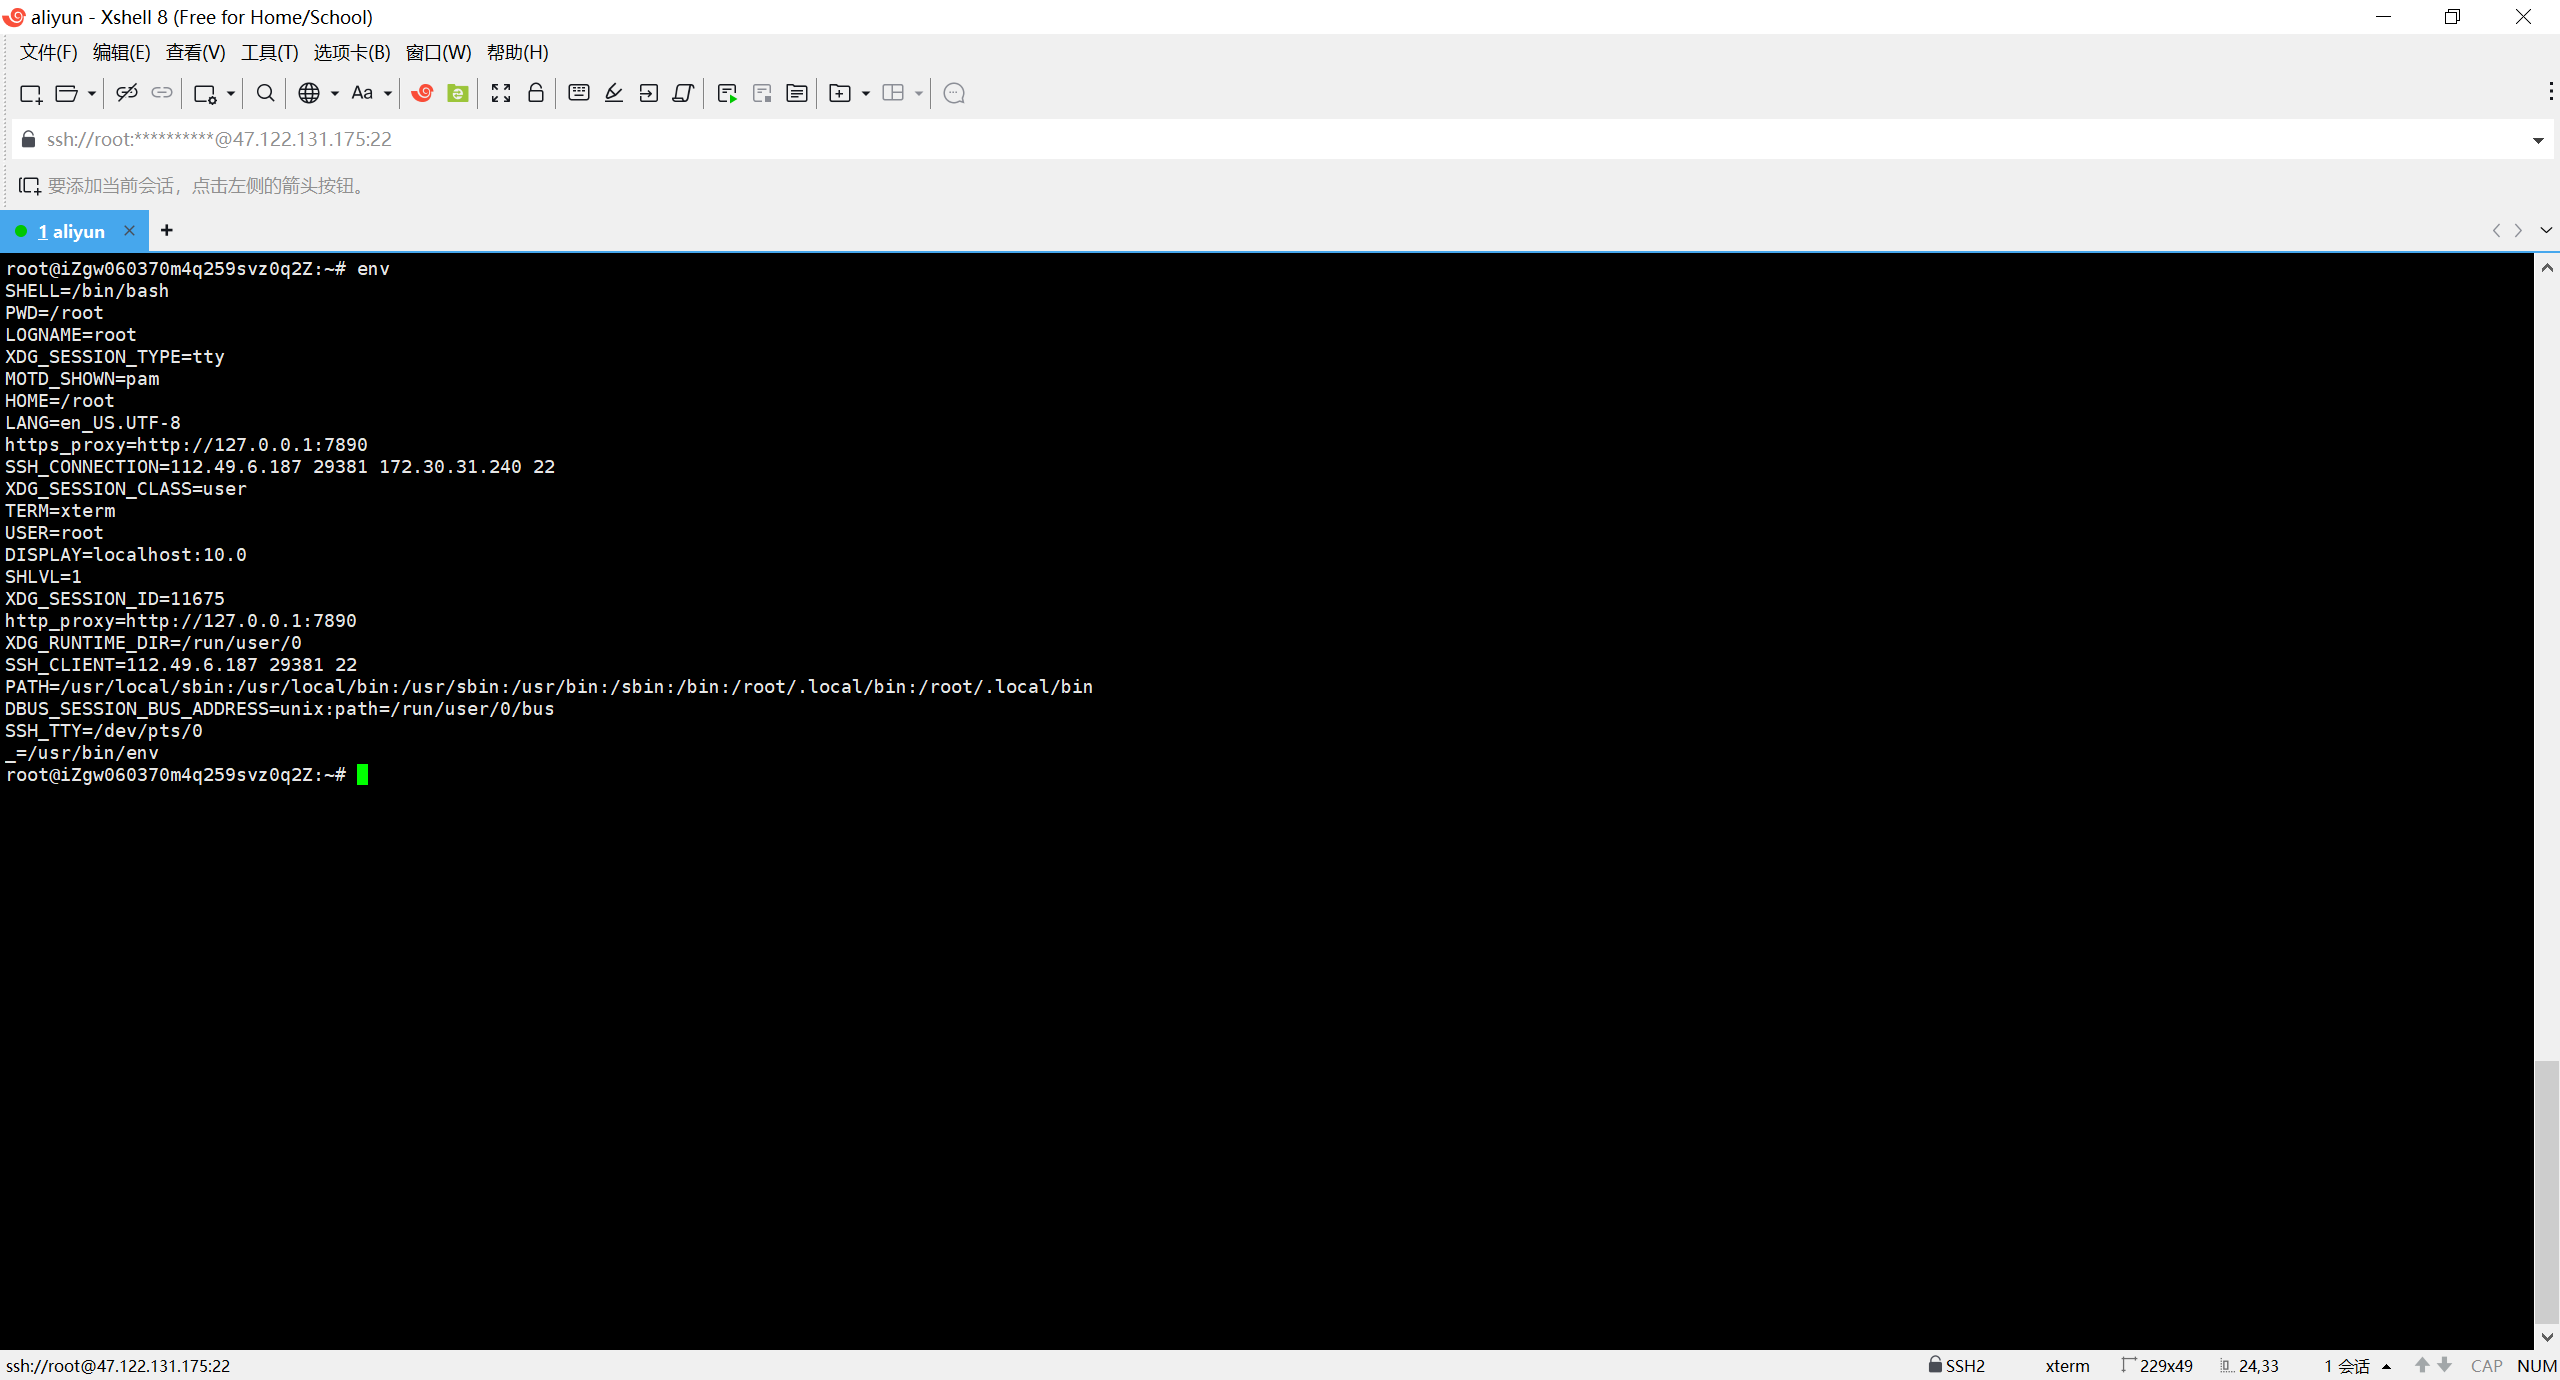 aliyun - Xshell 8 (Free for Home/School)
文件(F) 编辑(E) 查看(V) 工具(T) 选项卡(B) 窗口(W) 帮助(H)
Aa
ssh://root:**********@47.122.131.175:22
要添加当前会话，点击左侧的箭头按钮。
1 aliyun
root@iZgw060370m4q259svz0q2Z:~# env
SHELL=/bin/bash
PWD=/root
LOGNAME=root
XDG_SESSION_TYPE=tty
MOTD_SHOWN=pam
HOME=/root
LANG=en_US.UTF-8
https_proxy=http://127.0.0.1:7890
SSH_CONNECTION=112.49.6.187 29381 172.30.31.240 22
XDG_SESSION_CLASS=user
TERM=xterm
USER=root
DISPLAY=localhost:10.0
SHLVL=1
XDG_SESSION_ID=11675
http_proxy=http://127.0.0.1:7890
XDG_RUNTIME_DIR=/run/user/0
SSH_CLIENT=112.49.6.187 29381 22
PATH=/usr/local/sbin:/usr/local/bin:/usr/sbin:/usr/bin:/sbin:/bin:/root/.local/bin:/root/.local/bin
DBUS_SESSION_BUS_ADDRESS=unix:path=/run/user/0/bus
SSH_TTY=/dev/pts/0
_=/usr/bin/env
root@iZgw060370m4q259svz0q2Z:~#
ssh://root@47.122.131.175:22 SSH2 xterm 229x49 24,33 1 会话 CAP NUM